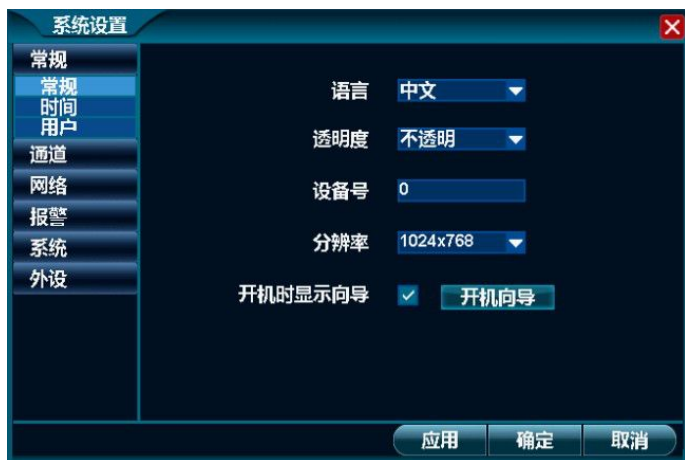 系统设置
常规
常规
时间
用户
通道
网络
报警
系统
外设
语言 中文
透明度 不透明
设备号 0
分辨率 1024x768
开机时显示向导 开机向导
应用 确定 取消